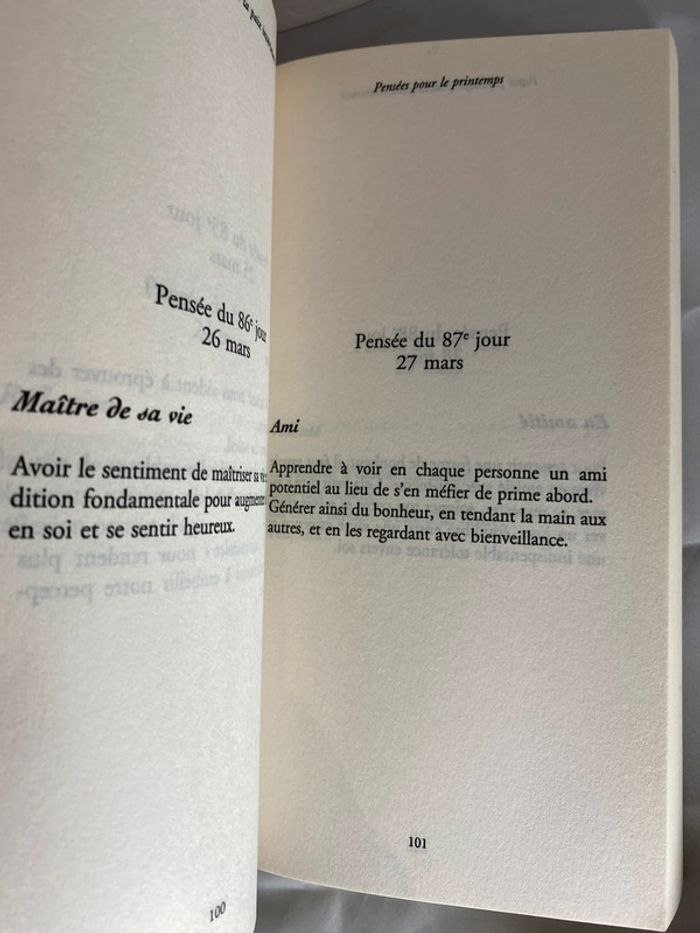 Pensée du 86e jour
26 mars
Maître de sa vie
Avoir le sentiment de maîtriser sa
dition fondamentale pour augmenter
en soi et se sentir heureux.
100
Pensées pour le printemps
Pensée du 87e jour
27 mars
Ami
Apprendre à voir en chaque personne un ami
potentiel au lieu de s'en méfier de prime abord.
Générer ainsi du bonheur, en tendant la main aux
autres, et en les regardant avec bienveillance.
101